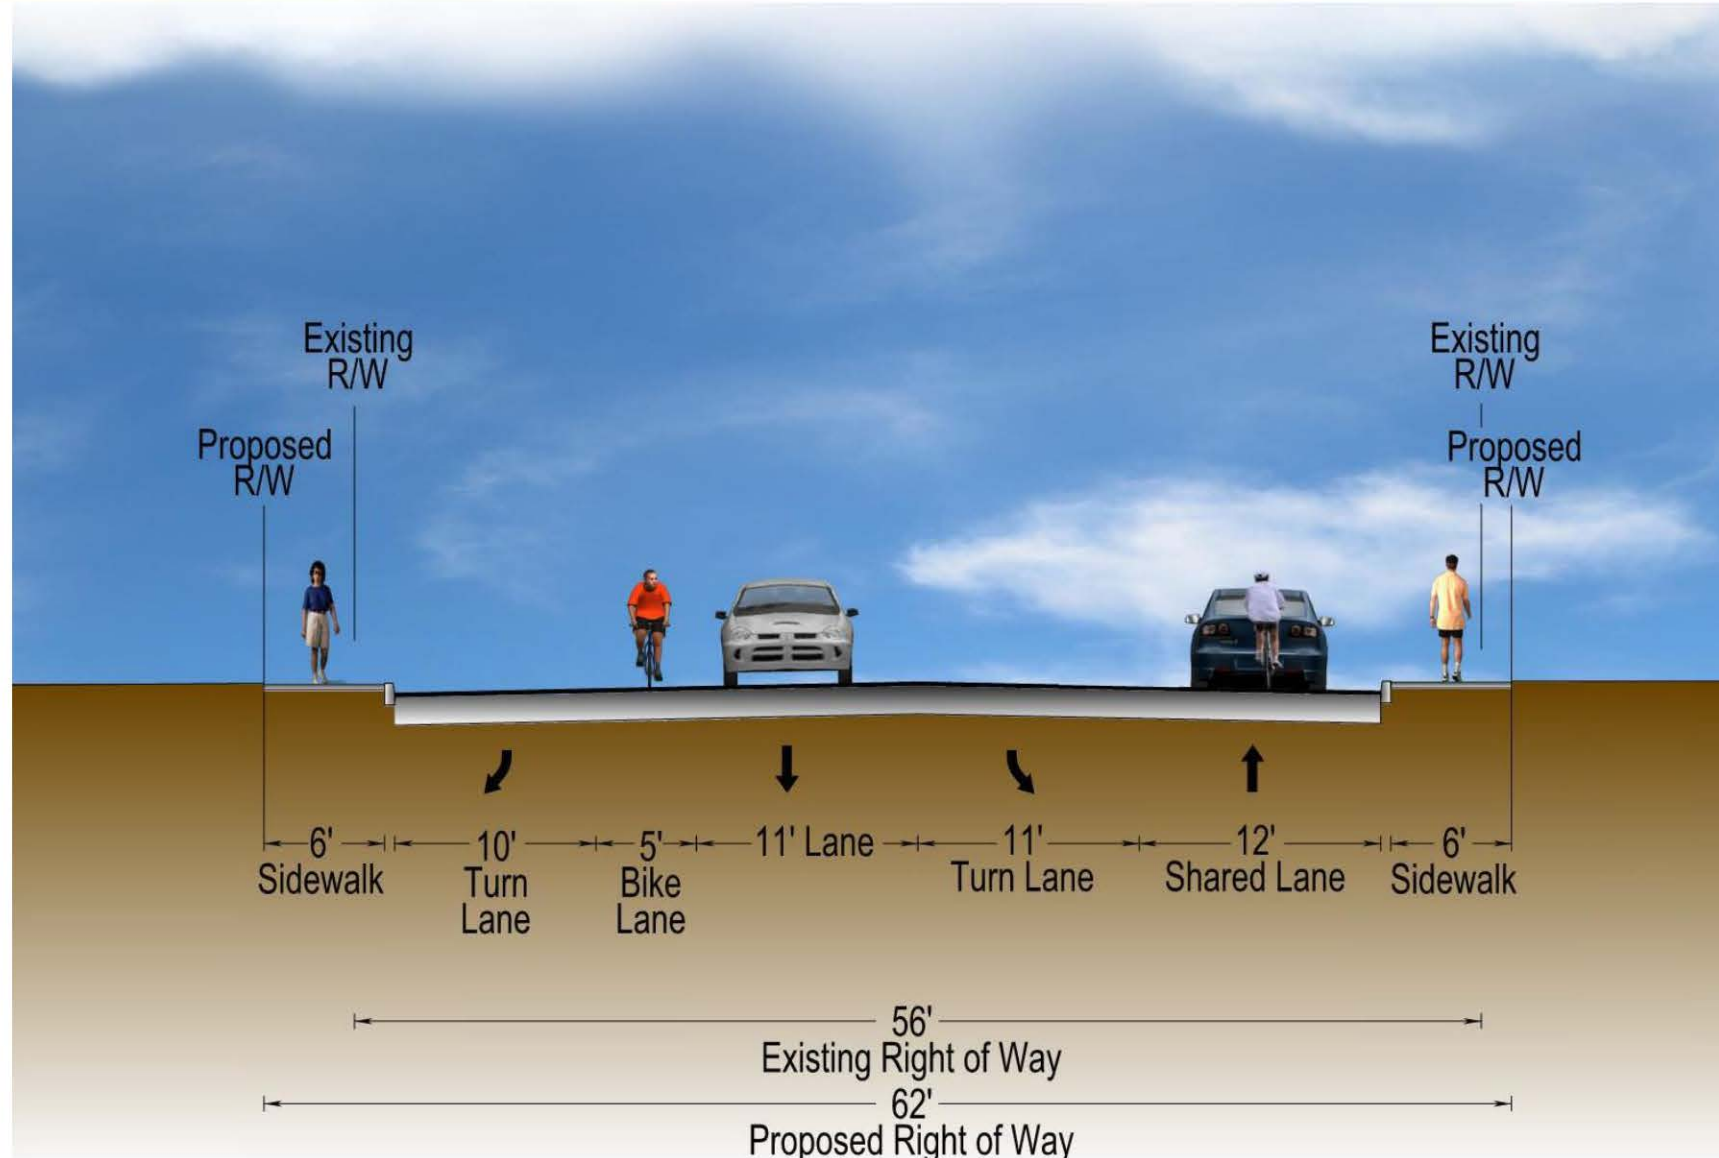 Existing
R/W
Existing
R/W
Proposed
R/W
Proposed
R/W
6'
Sidewalk
10'
Turn
Lane
5'
Bike
Lane
11' Lane
11'
Turn Lane
12'
Shared Lane
6'
Sidewalk
56'
Existing Right of Way
62'
Proposed Right of Way